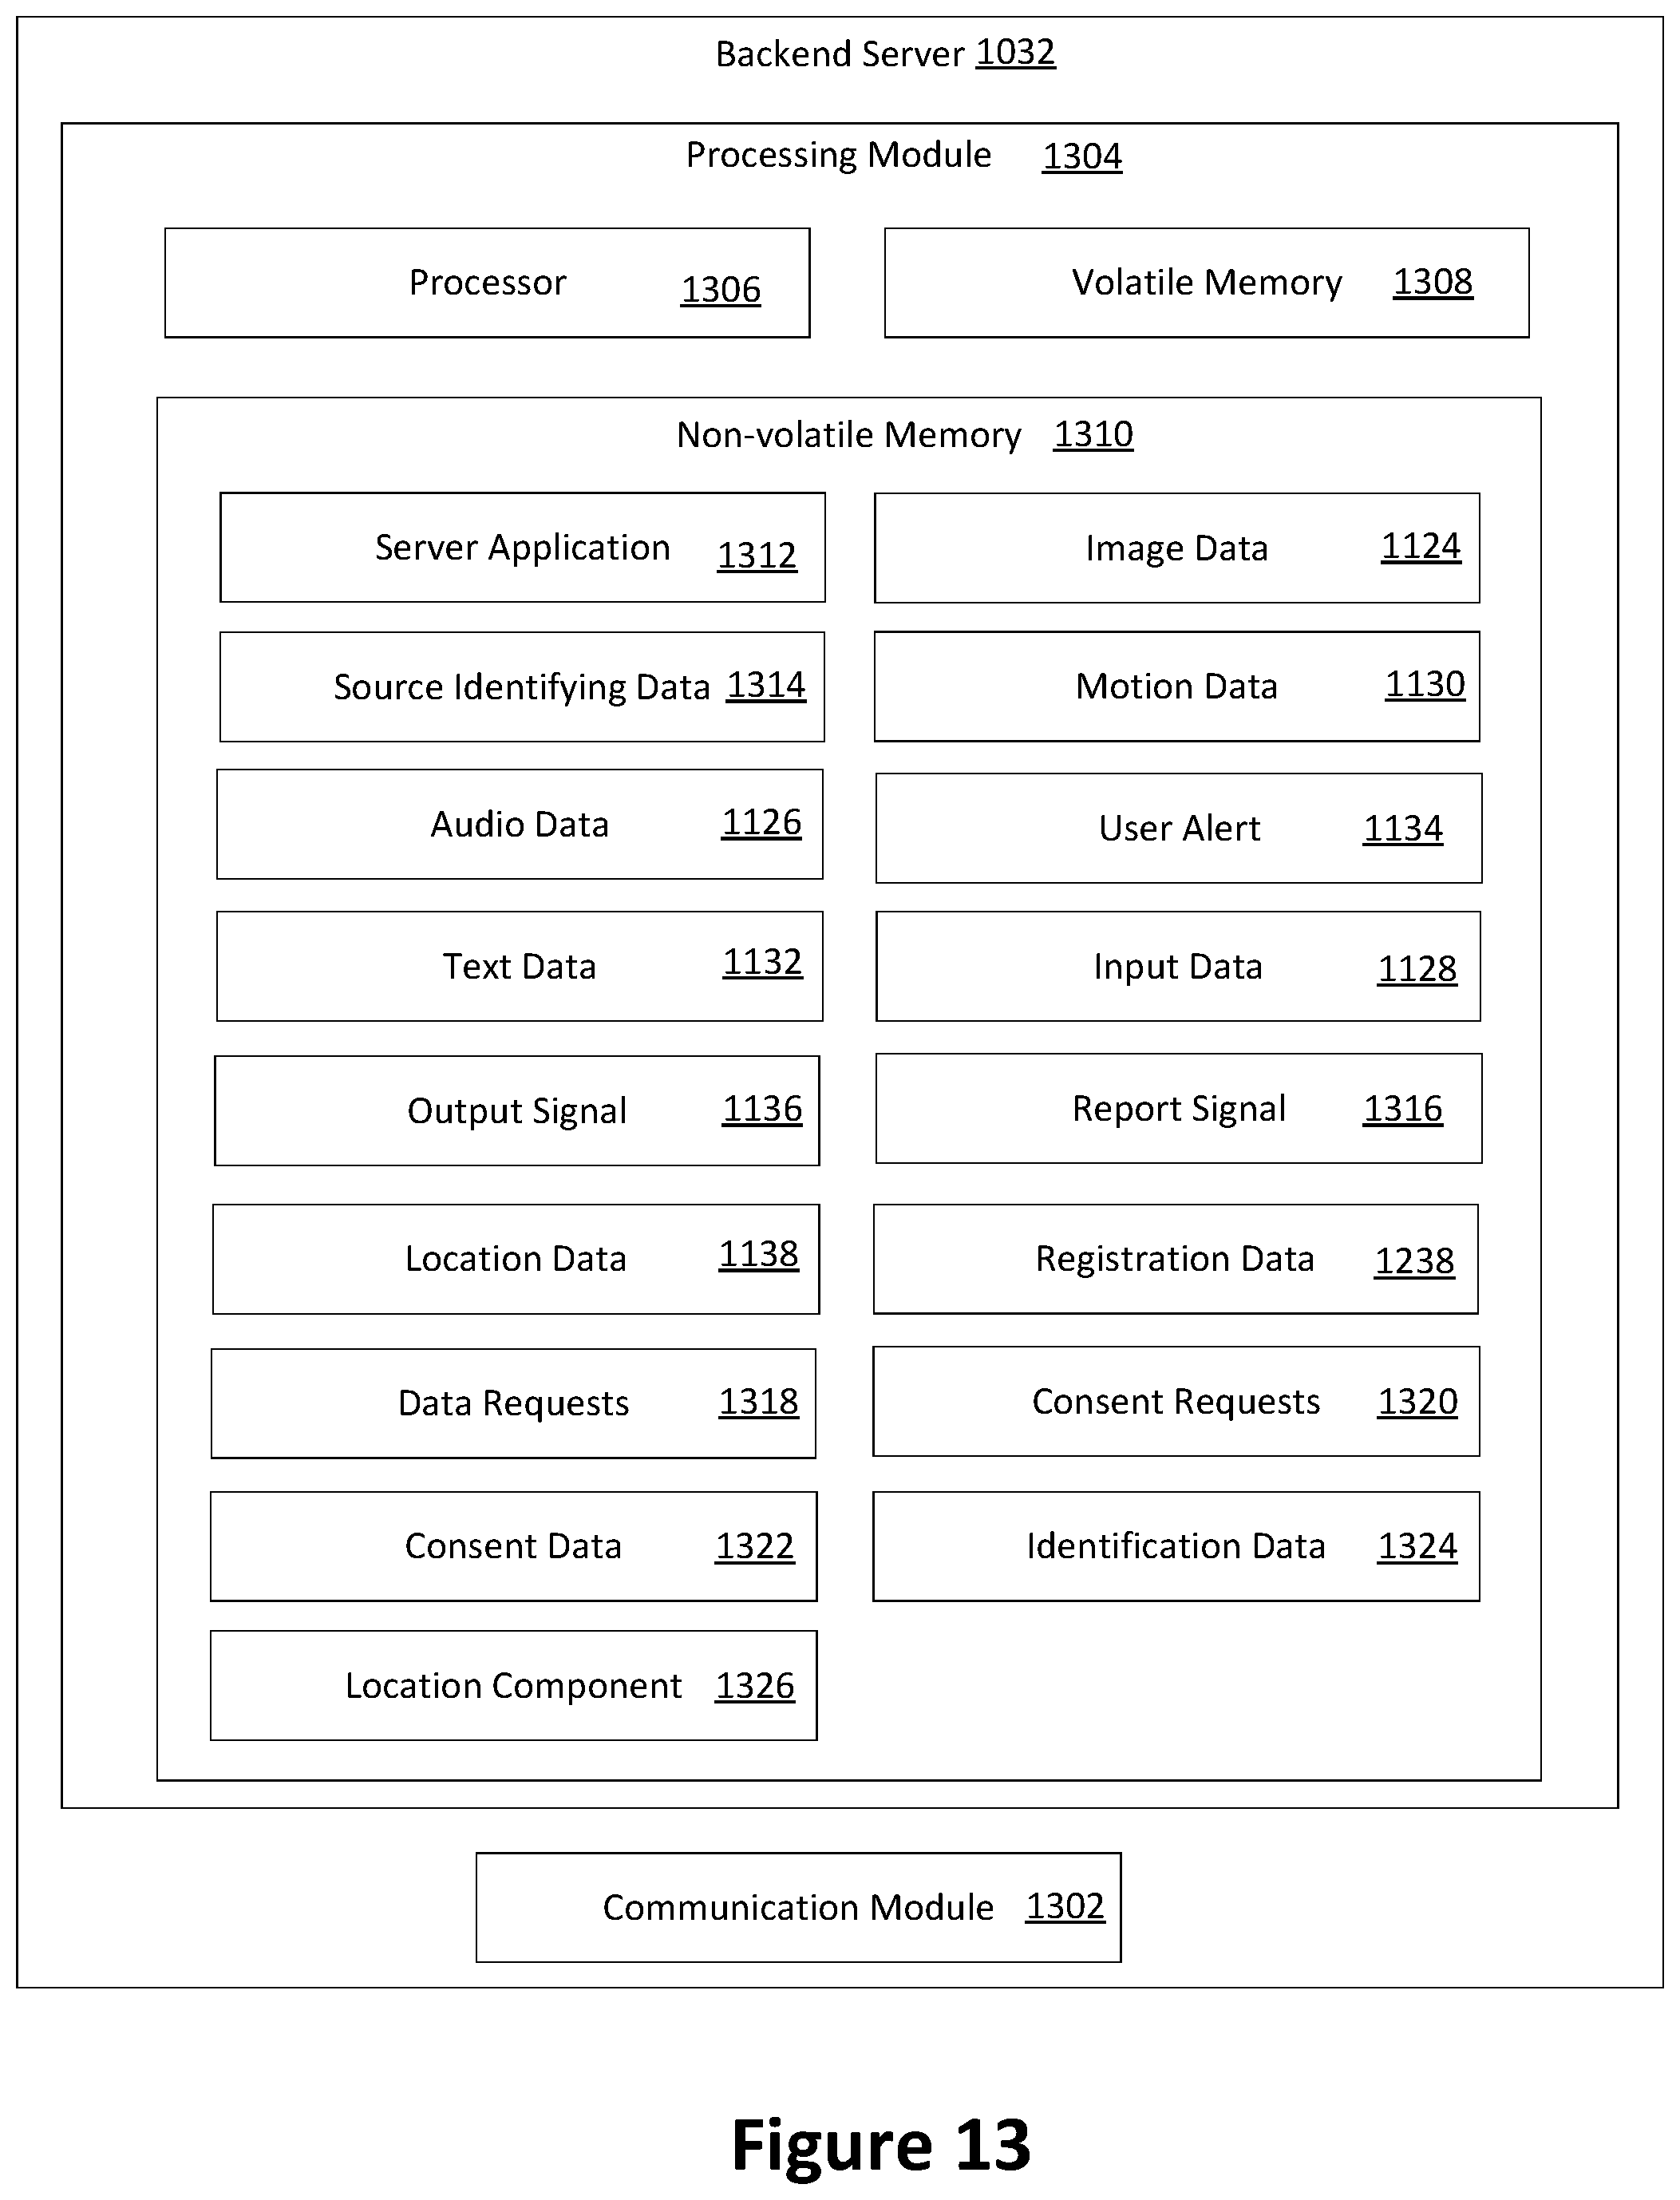 Backend Server 1032
Processing Module 1304
Processor 1306
Volatile Memory 1308
Non-volatile Memory 1310
Server Application 1312
Image Data 1124
Source Identifying Data 1314
Motion Data 1130
Audio Data 1126
User Alert 1134
Text Data 1132
Input Data 1128
Output Signal 1136
Report Signal 1316
Location Data 1138
Registration Data 1238
Data Requests 1318
Consent Requests 1320
Consent Data 1322
Identification Data 1324
Location Component 1326
Communication Module 1302
Figure 13